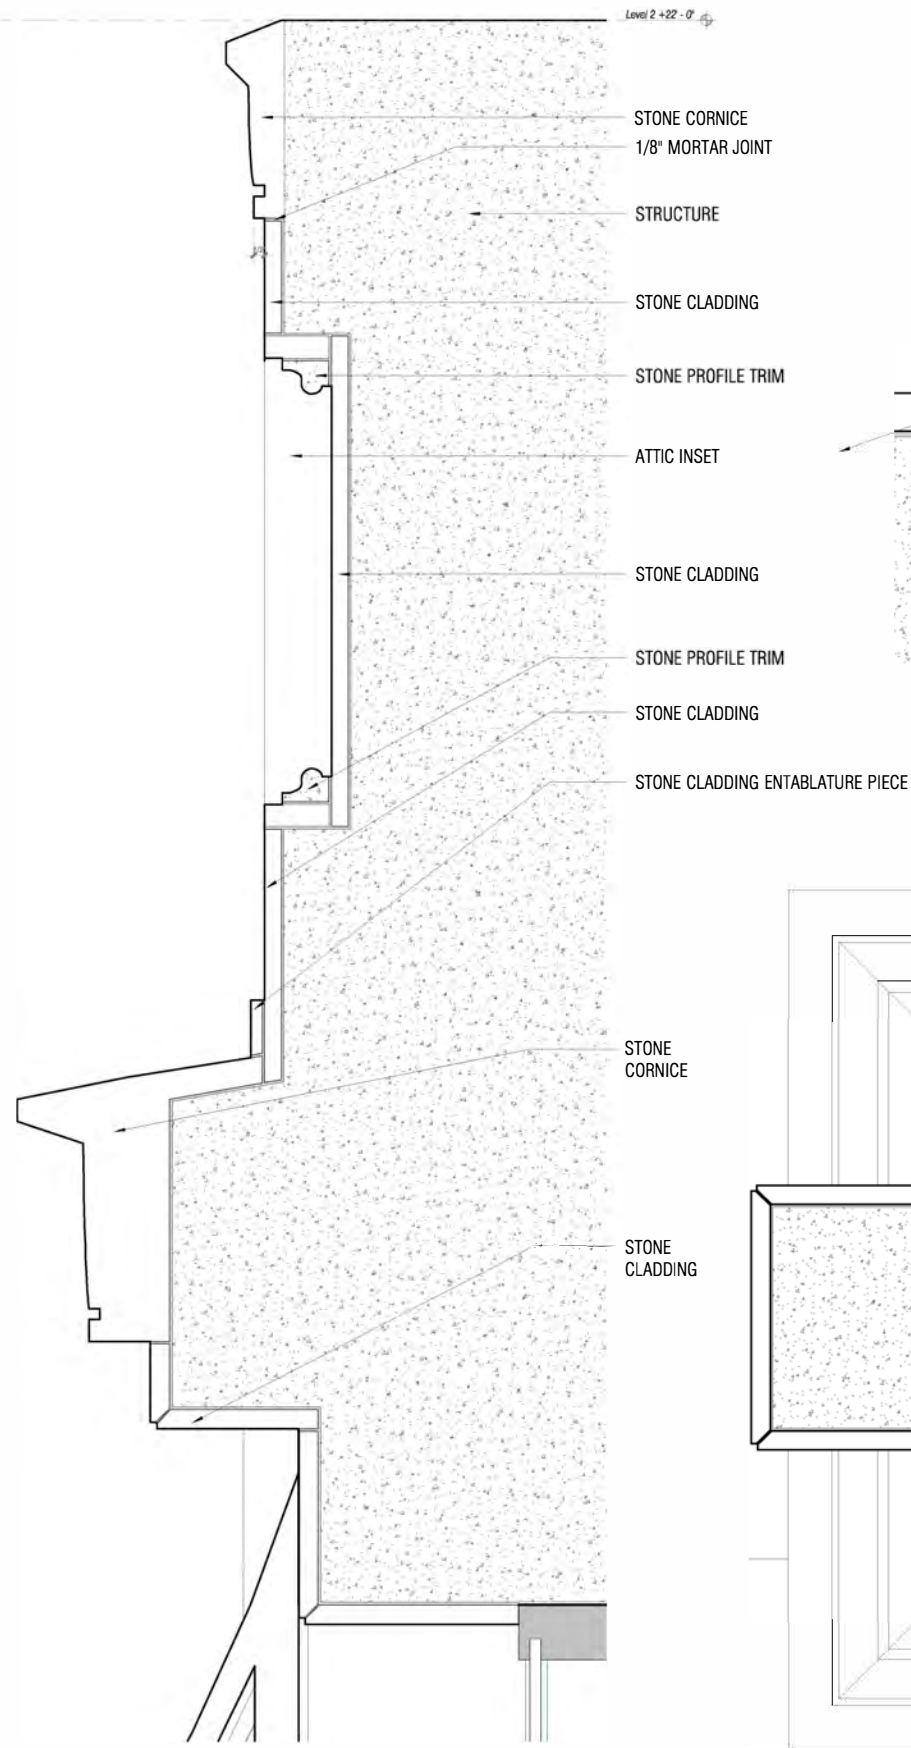 Level 2 +22' - 0"
STONE CORNICE
1/8" MORTAR JOINT
STRUCTURE
STONE CLADDING
STONE PROFILE TRIM
ATTIC INSET
STONE CLADDING
STONE PROFILE TRIM
STONE CLADDING
STONE CLADDING ENTABLATURE PIECE
STONE
CORNICE
STONE
CLADDING